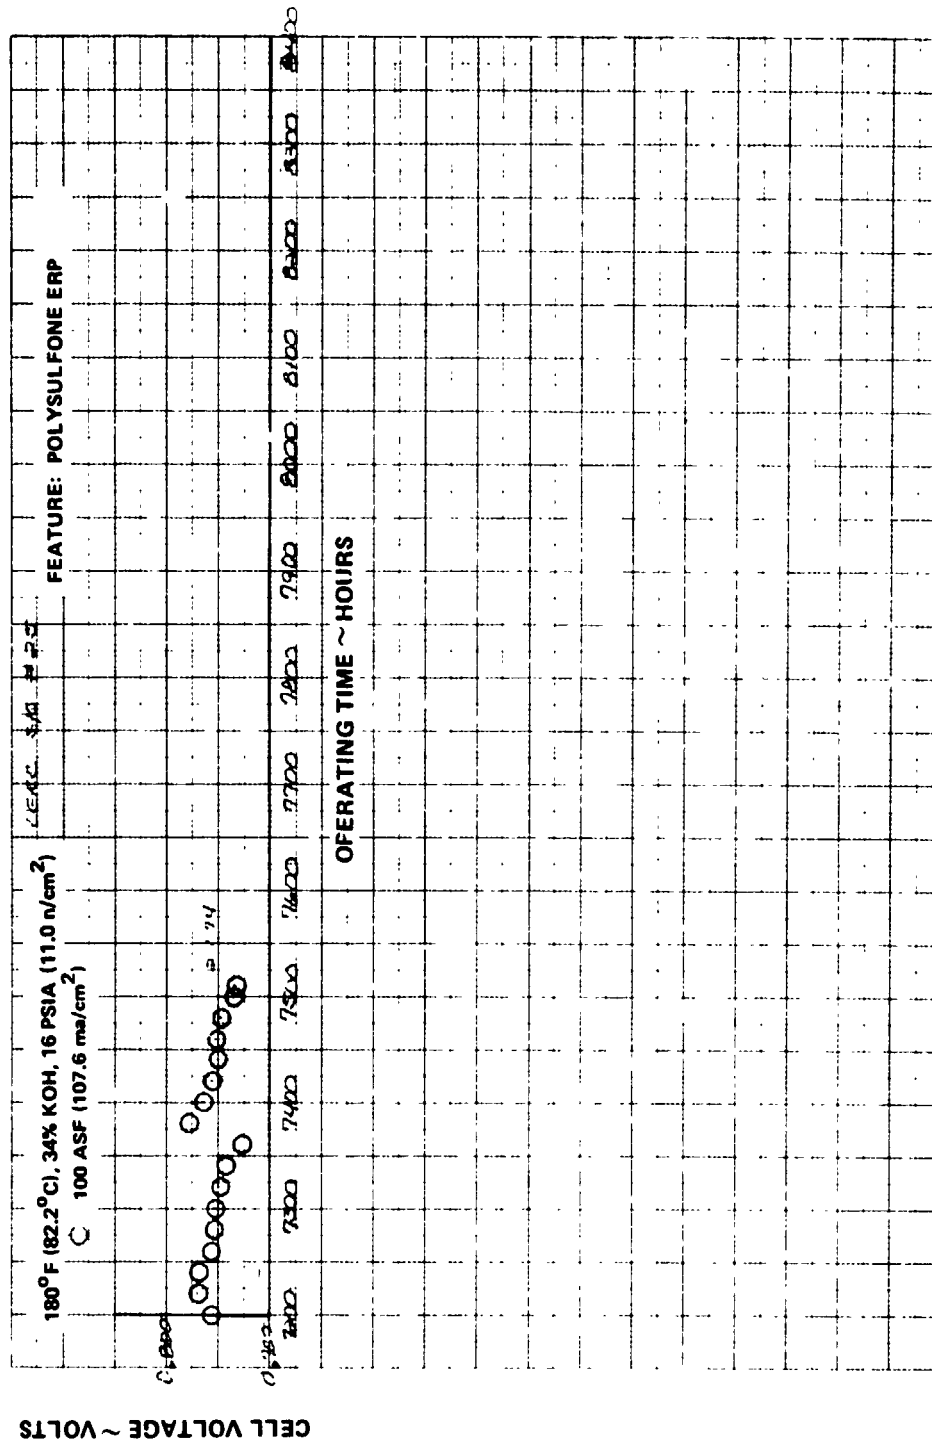 180°F (82.2°C), 34% KOH, 16 PSIA (11.0 n/cm²)
100 ASF (107.6 ma/cm²)
FEATURE: POLYSULFONE ERP
CELL VOLTAGE ~ VOLTS
7200 7300 7400 7500 7600 7700 7800 7900 8000 8100 8200 8300 8400
OPERATING TIME ~ HOURS